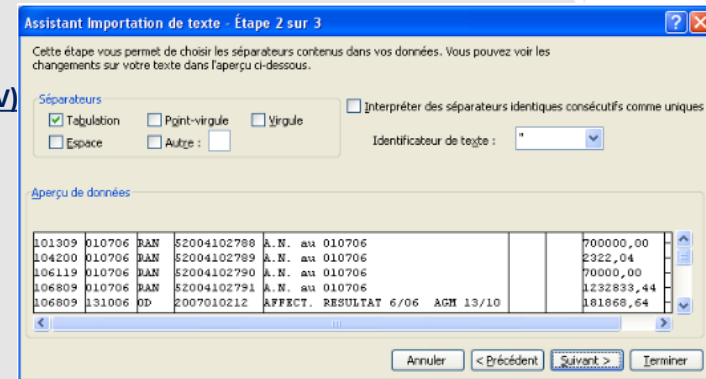 Assistant Importation de texte - Étape 2 sur 3
Cette étape vous permet de choisir les séparateurs contenus dans vos données. Vous pouvez voir les
changements sur votre texte dans l'aperçu ci-dessous.
V)
Séparateurs
Tabulation Point-virgule Virgule
Espace Autre :
Interpréter des séparateurs identiques consécutifs comme uniques
Identificateur de texte : "
Aperçu de données
101309 010706 RAN 52004102788 A.N. au 010706 700000,00
104200 010706 RAN 52004102789 A.N. au 010706 2322,04
106119 010706 RAN 52004102790 A.N. au 010706 70000,00
106809 010706 RAN 52004102791 A.N. au 010706 1232833,44
106809 131006 OD 2007010212 AFFECT. RESULTAT 6/06 AGM 13/10 181868,64
Annuler < Précédent Suivant > Terminer